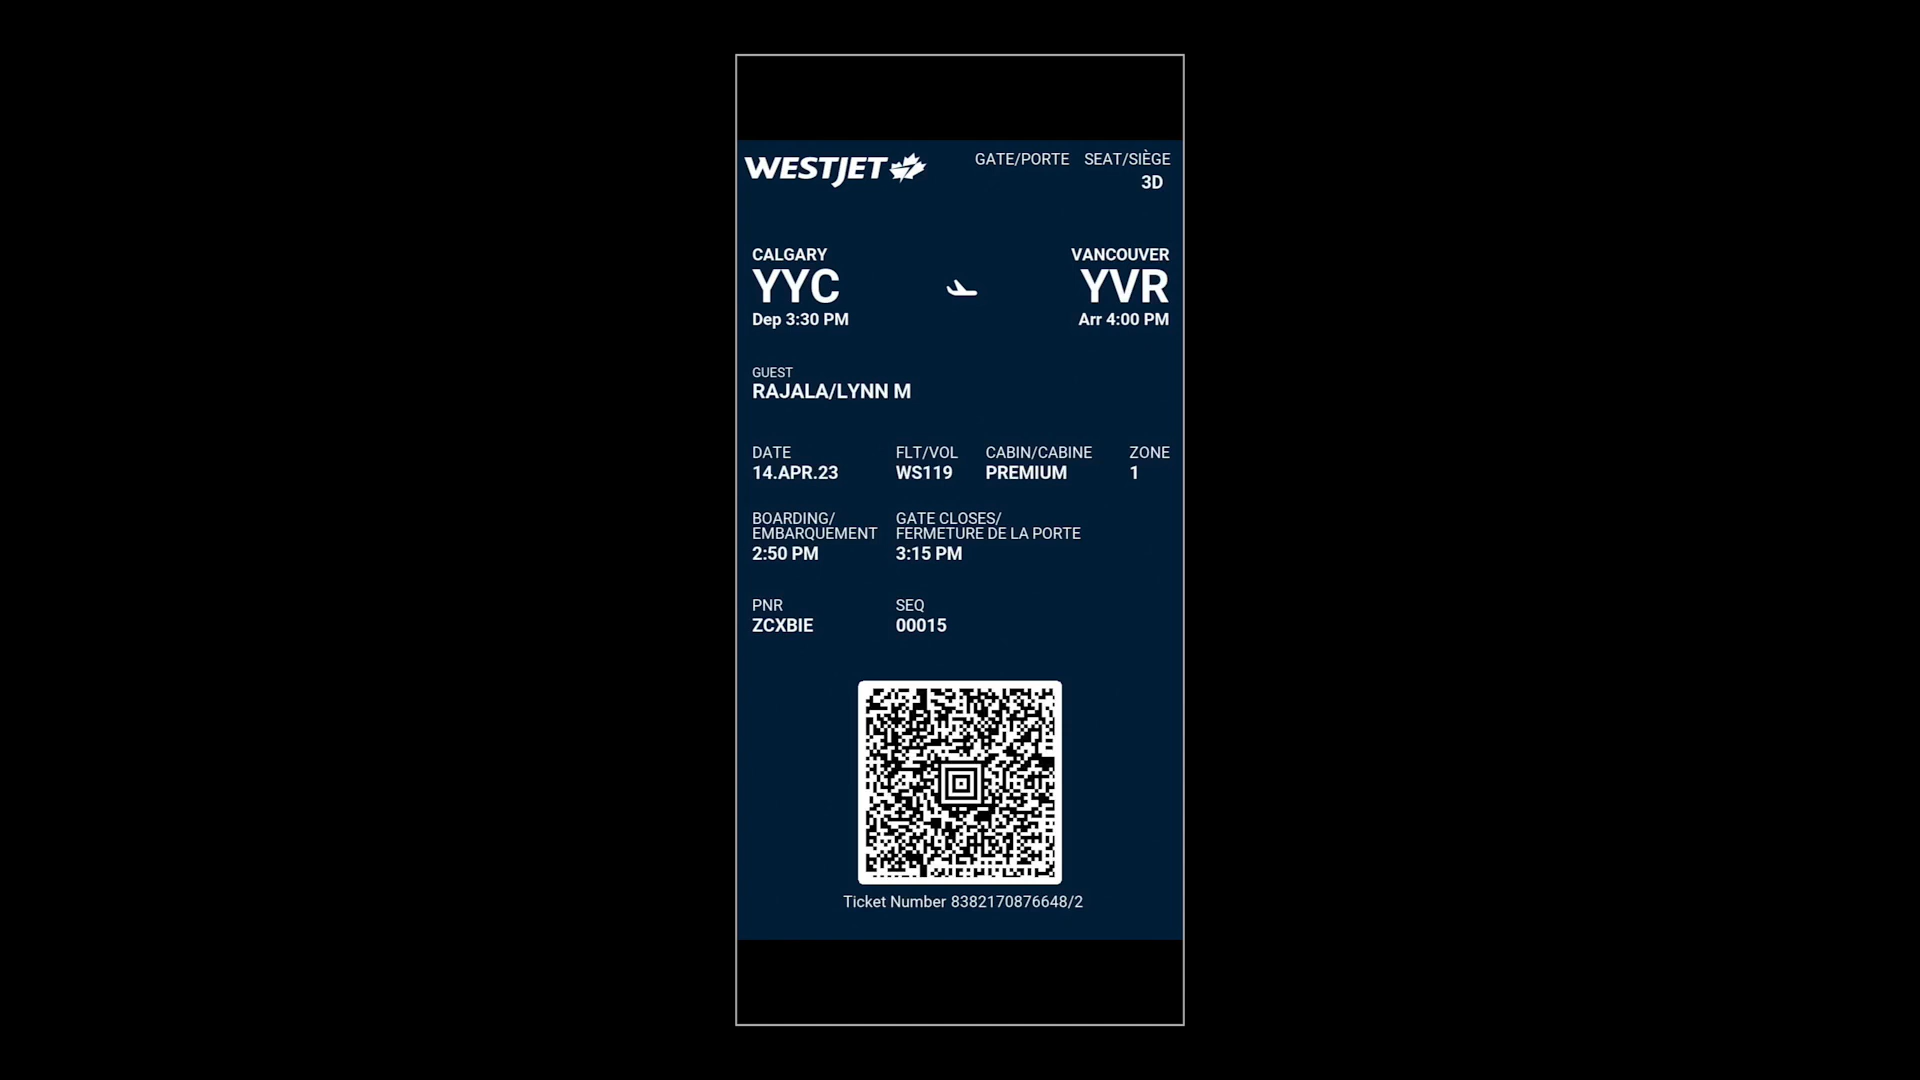 WESTJET
GATE/PORTE SEAT/SIÈGE
3D
CALGARY VANCOUVER
YYC YVR
Dep 3:30 PM Arr 4:00 PM
GUEST
RAJALA/LYNN M
DATE FLT/VOL CABIN/CABINE ZONE
14.APR.23 WS119 PREMIUM 1
BOARDING/ GATE CLOSES/
EMBARQUEMENT FERMETURE DE LA PORTE
2:50 PM 3:15 PM
PNR SEQ
ZCXBIE 00015
Ticket Number 8382170876648/2